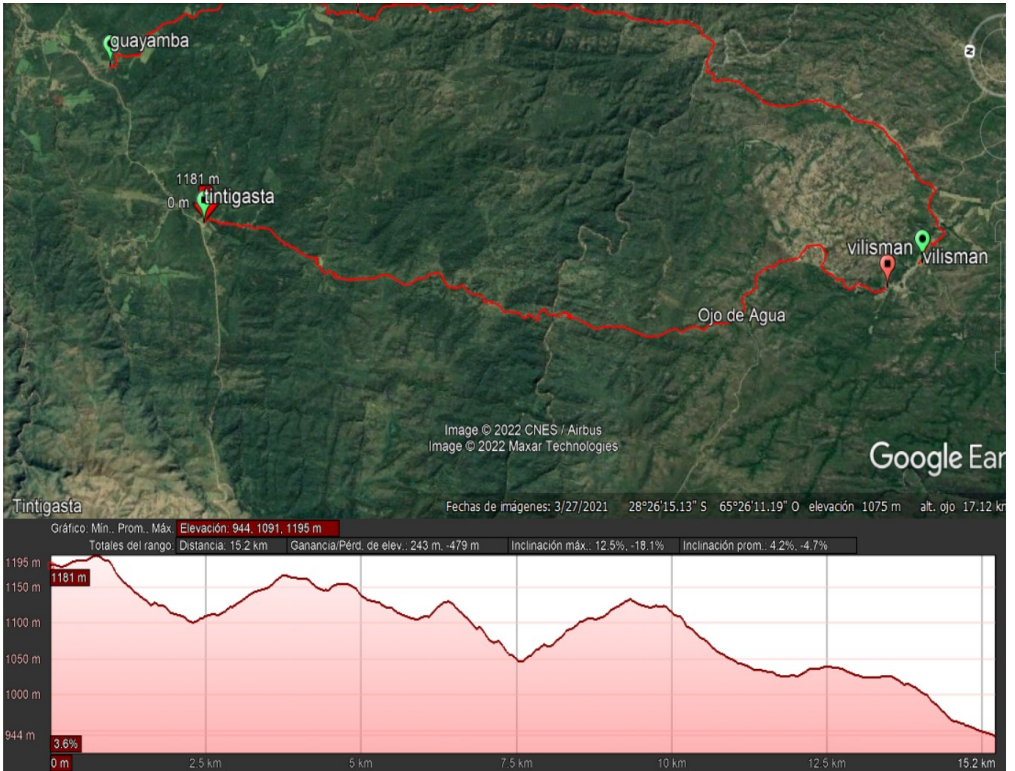 guayamba
N
1181 m
0 m
tintigasta
vilisman
vilisman
Ojo de Agua
Image © 2022 CNES / Airbus
Image © 2022 Maxar Technologies
Google Ear
Tintigasta
Fechas de imágenes: 3/27/2021 28°26'15.13" S 65°26'11.19" O elevación 1075 m alt. ojo 17.12 km
Gráfico: Mín., Prom., Máx. Elevación: 944, 1091, 1195 m
Totales del rango: Distancia: 15.2 km Ganancia/Pérd. de elev.: 243 m, -479 m Inclinación máx.: 12.5%, -18.1% Inclinación prom.: 4.2%, -4.7%
1195 m
1181 m
1150 m
1100 m
1050 m
1000 m
944 m
3.6%
0 m 2.5 km 5 km 7.5 km 10 km 12.5 km 15.2 km